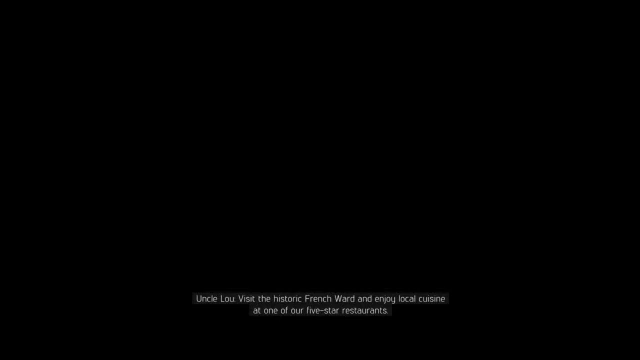 Uncle Lou: Visit the historic French Ward and enjoy local cuisine
at one of our five-star restaurants.